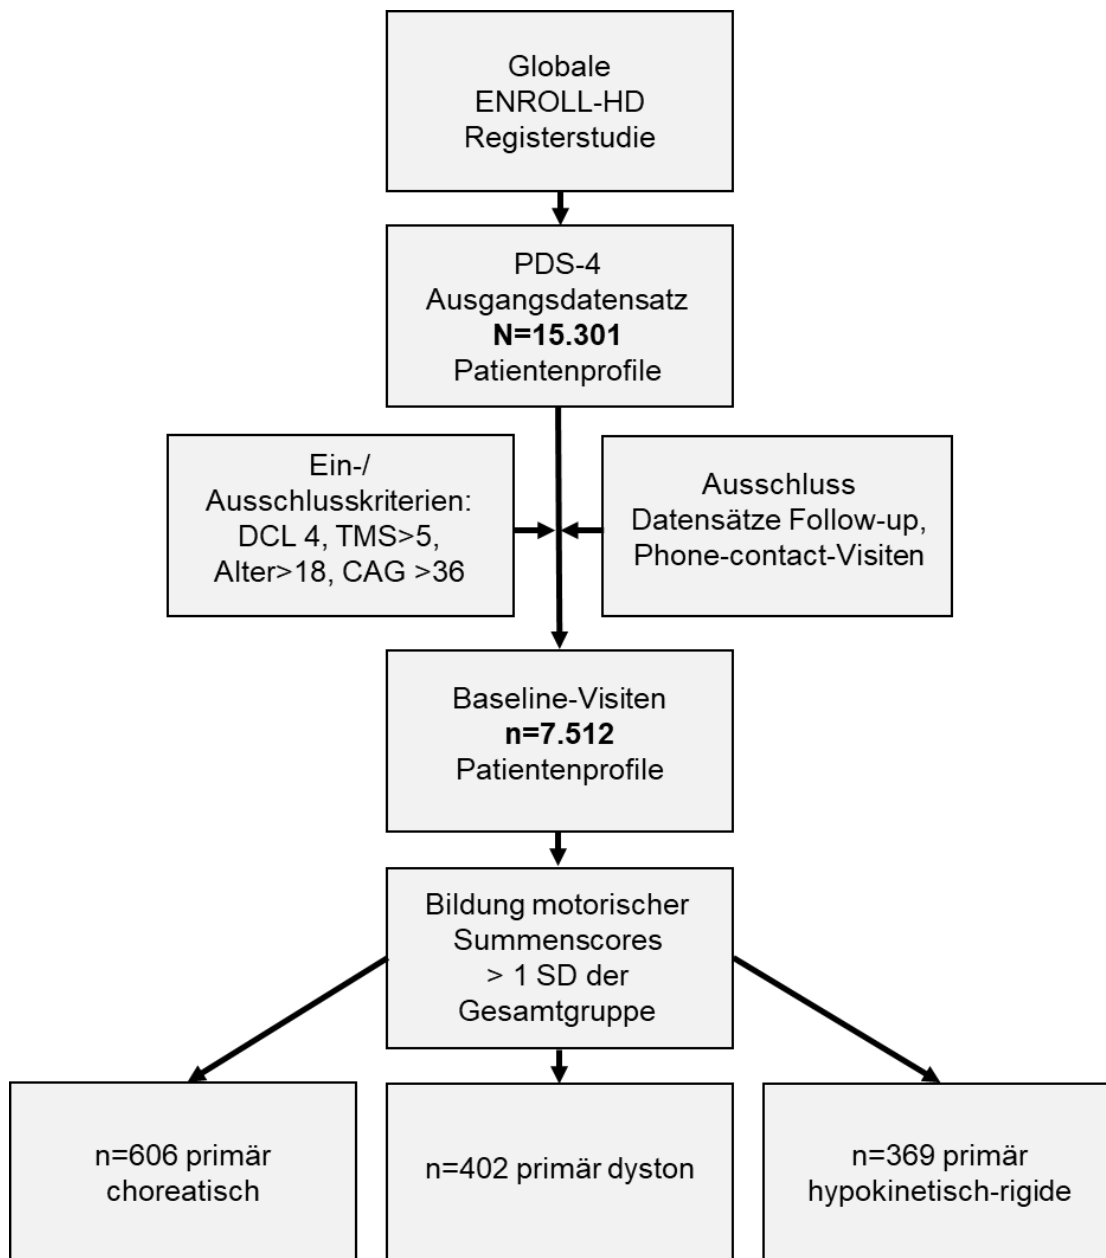 Globale
ENROLL-HD
Registerstudie
PDS-4
Ausgangsdatensatz
N=15.301
Patientenprofile
Ein-/
Ausschlusskriterien:
DCL 4, TMS>5,
Alter>18, CAG >36
Ausschluss
Datensätze Follow-up,
Phone-contact-Visiten
Baseline-Visiten
n=7.512
Patientenprofile
Bildung motorischer
Summenscores
> 1 SD der
Gesamtgruppe
n=606 primär
choreatisch
n=402 primär dyston
n=369 primär
hypokinetisch-rigide